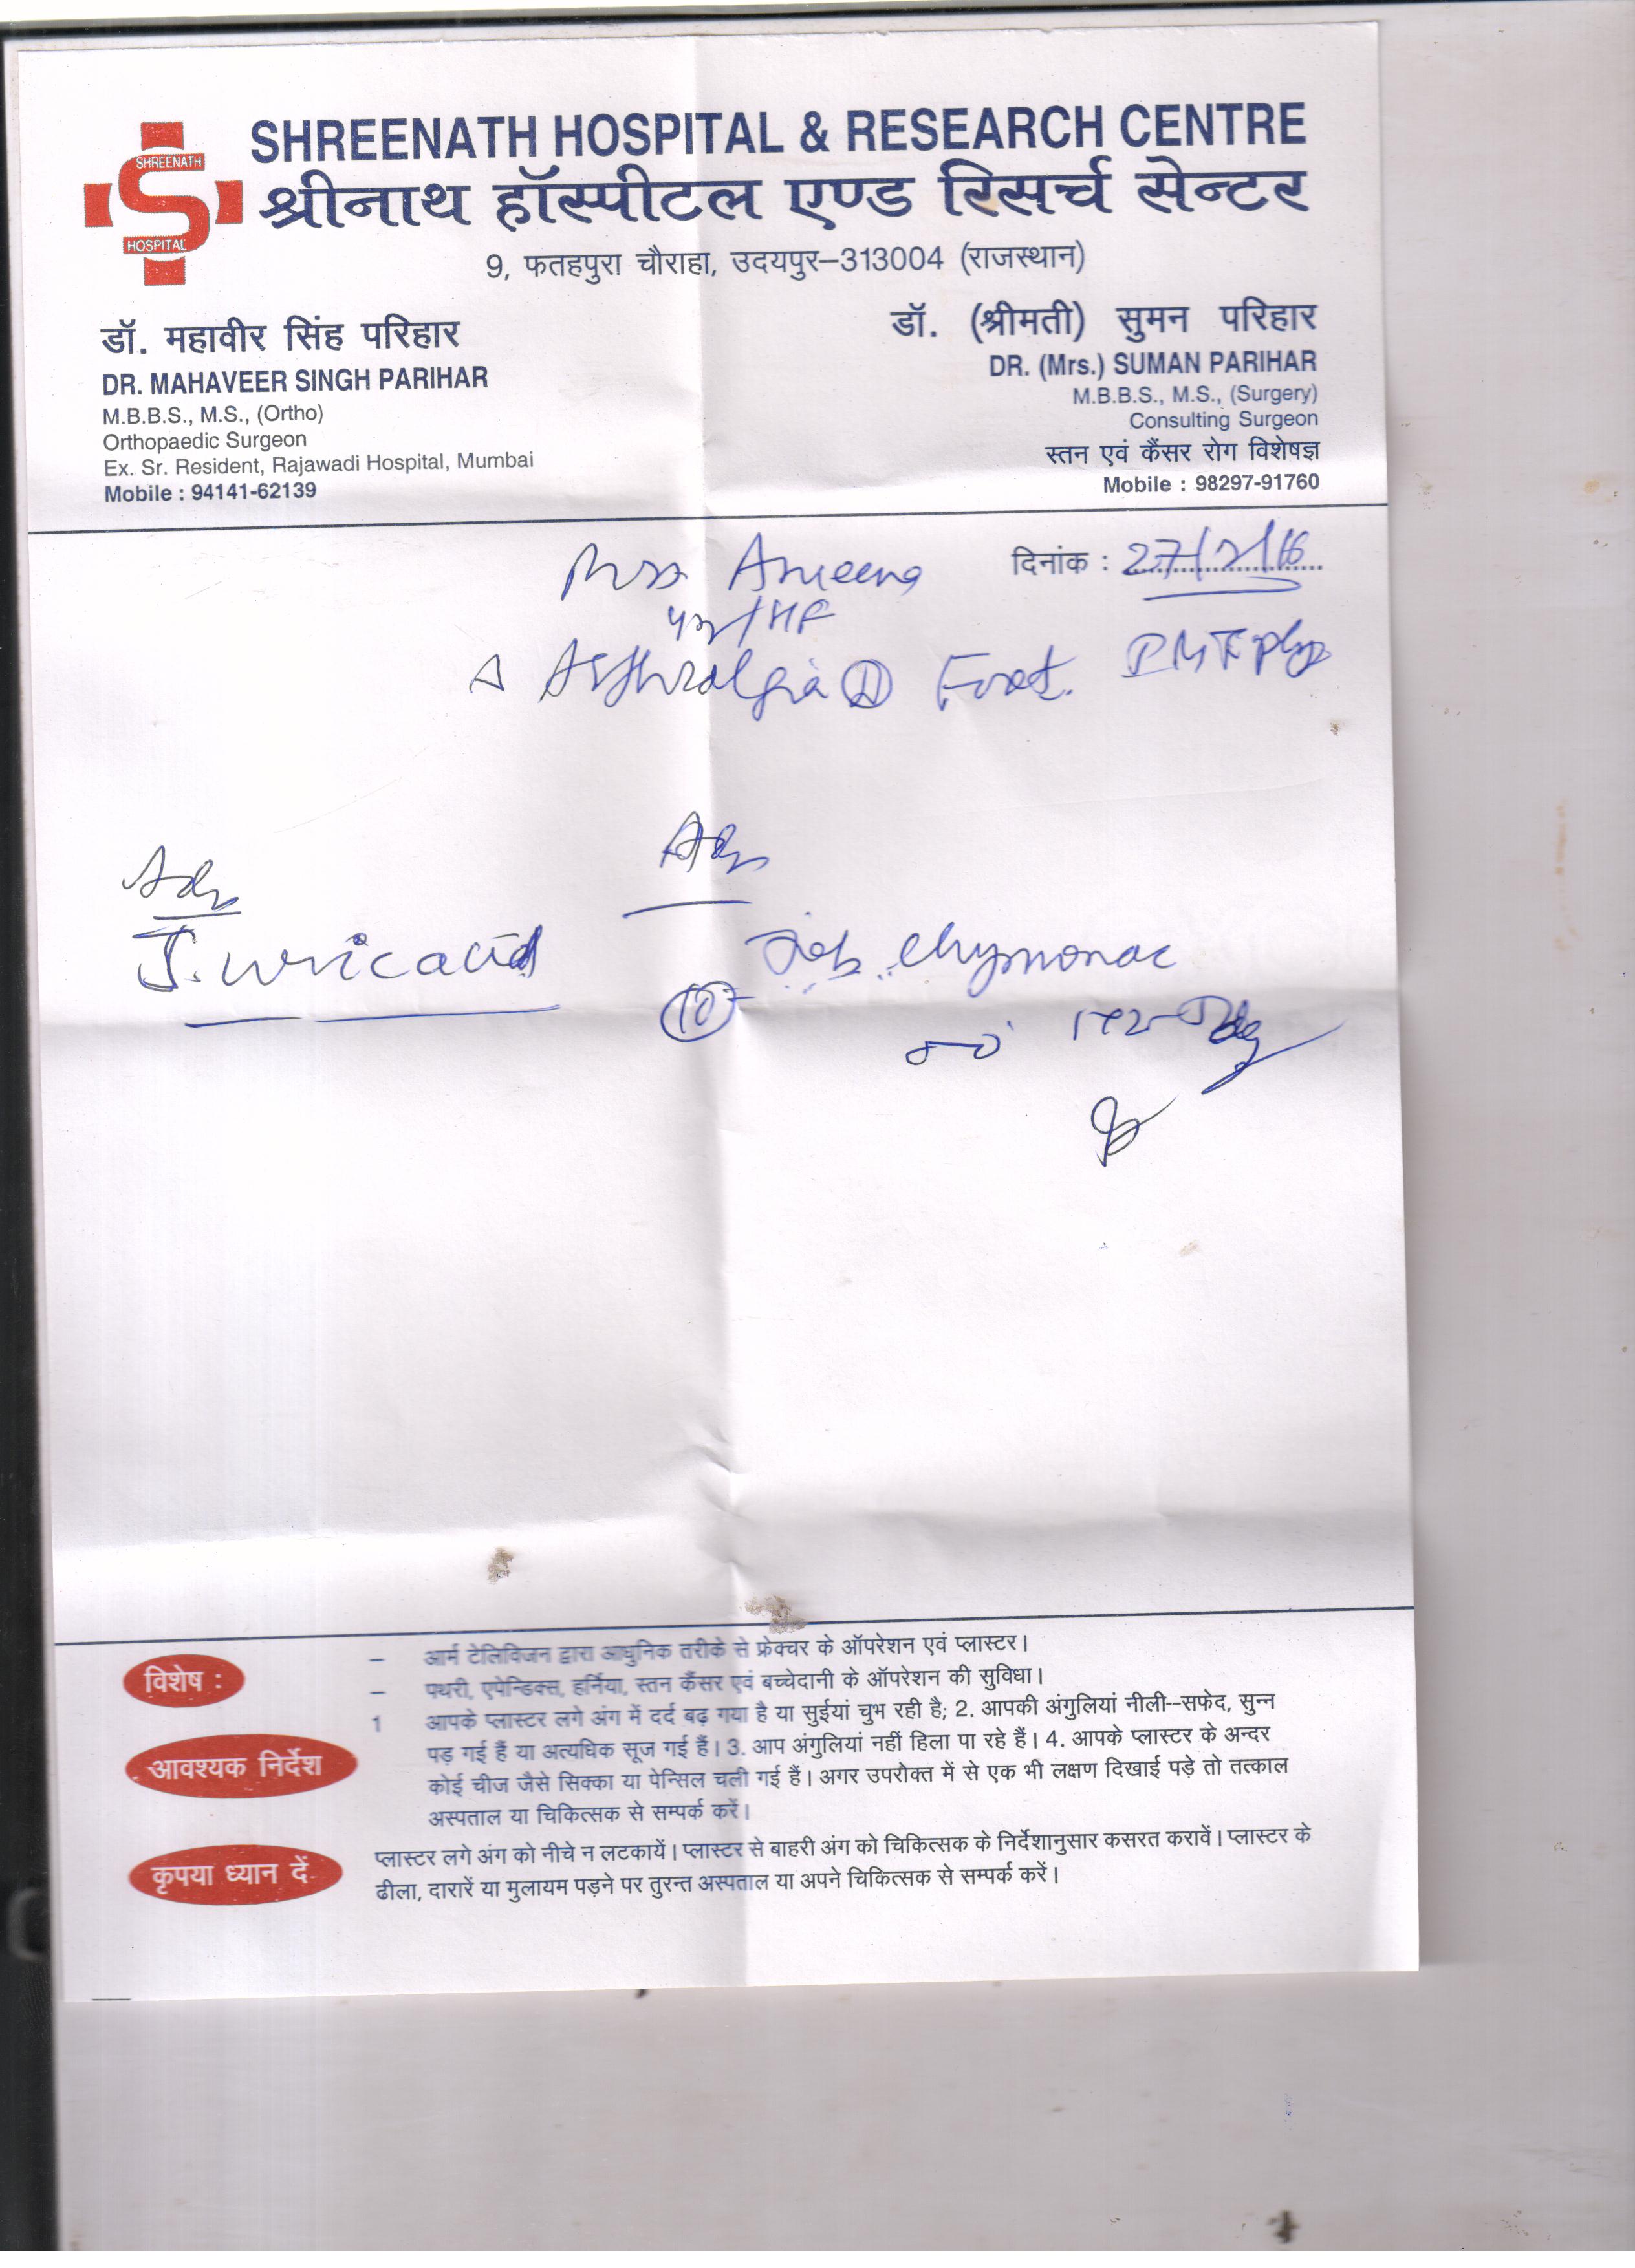 SHREENATH
HOSPITAL
SHREENATH HOSPITAL & RESEARCH CENTRE
श्रीनाथ हॉस्पीटल एण्ड रिसर्च सेन्टर
9, फतहपुरा चौराहा, उदयपुर–313004 (राजस्थान)
डॉ. महावीर सिंह परिहार
DR. MAHAVEER SINGH PARIHAR
M.B.B.S., M.S., (Ortho)
Orthopaedic Surgeon
Ex. Sr. Resident, Rajawadi Hospital, Mumbai
Mobile : 94141-62139
डॉ. (श्रीमती) सुमन परिहार
DR. (Mrs.) SUMAN PARIHAR
M.B.B.S., M.S., (Surgery)
Consulting Surgeon
स्तन एवं कैंसर रोग विशेषज्ञ
Mobile : 98297-91760
दिनांक : 27/2/16
Mrs Ameena
Arthralgia Foot.
Adv
S. uric acid
Adv
Tab. Chymonac
10
विशेष :
– आर्म टेलिविजन द्वारा आधुनिक तरीके से फ्रेक्चर के ऑपरेशन एवं प्लास्टर।
– पथरी, एपेन्डिक्स, हर्निया, स्तन कैंसर एवं बच्चेदानी के ऑपरेशन की सुविधा।
आवश्यक निर्देश
1 आपके प्लास्टर लगे अंग में दर्द बढ़ गया है या सुईयां चुभ रही है; 2. आपकी अंगुलियां नीली--सफेद, सुन्न
पड़ गई हैं या अत्यधिक सूज गई हैं। 3. आप अंगुलियां नहीं हिला पा रहे हैं। 4. आपके प्लास्टर के अन्दर
कोई चीज जैसे सिक्का या पेन्सिल चली गई हैं। अगर उपरोक्त में से एक भी लक्षण दिखाई पड़े तो तत्काल
अस्पताल या चिकित्सक से सम्पर्क करें।
कृपया ध्यान दें
प्लास्टर लगे अंग को नीचे न लटकायें। प्लास्टर से बाहरी अंग को चिकित्सक के निर्देशानुसार कसरत करावें। प्लास्टर के
ढीला, दारारें या मुलायम पड़ने पर तुरन्त अस्पताल या अपने चिकित्सक से सम्पर्क करें।